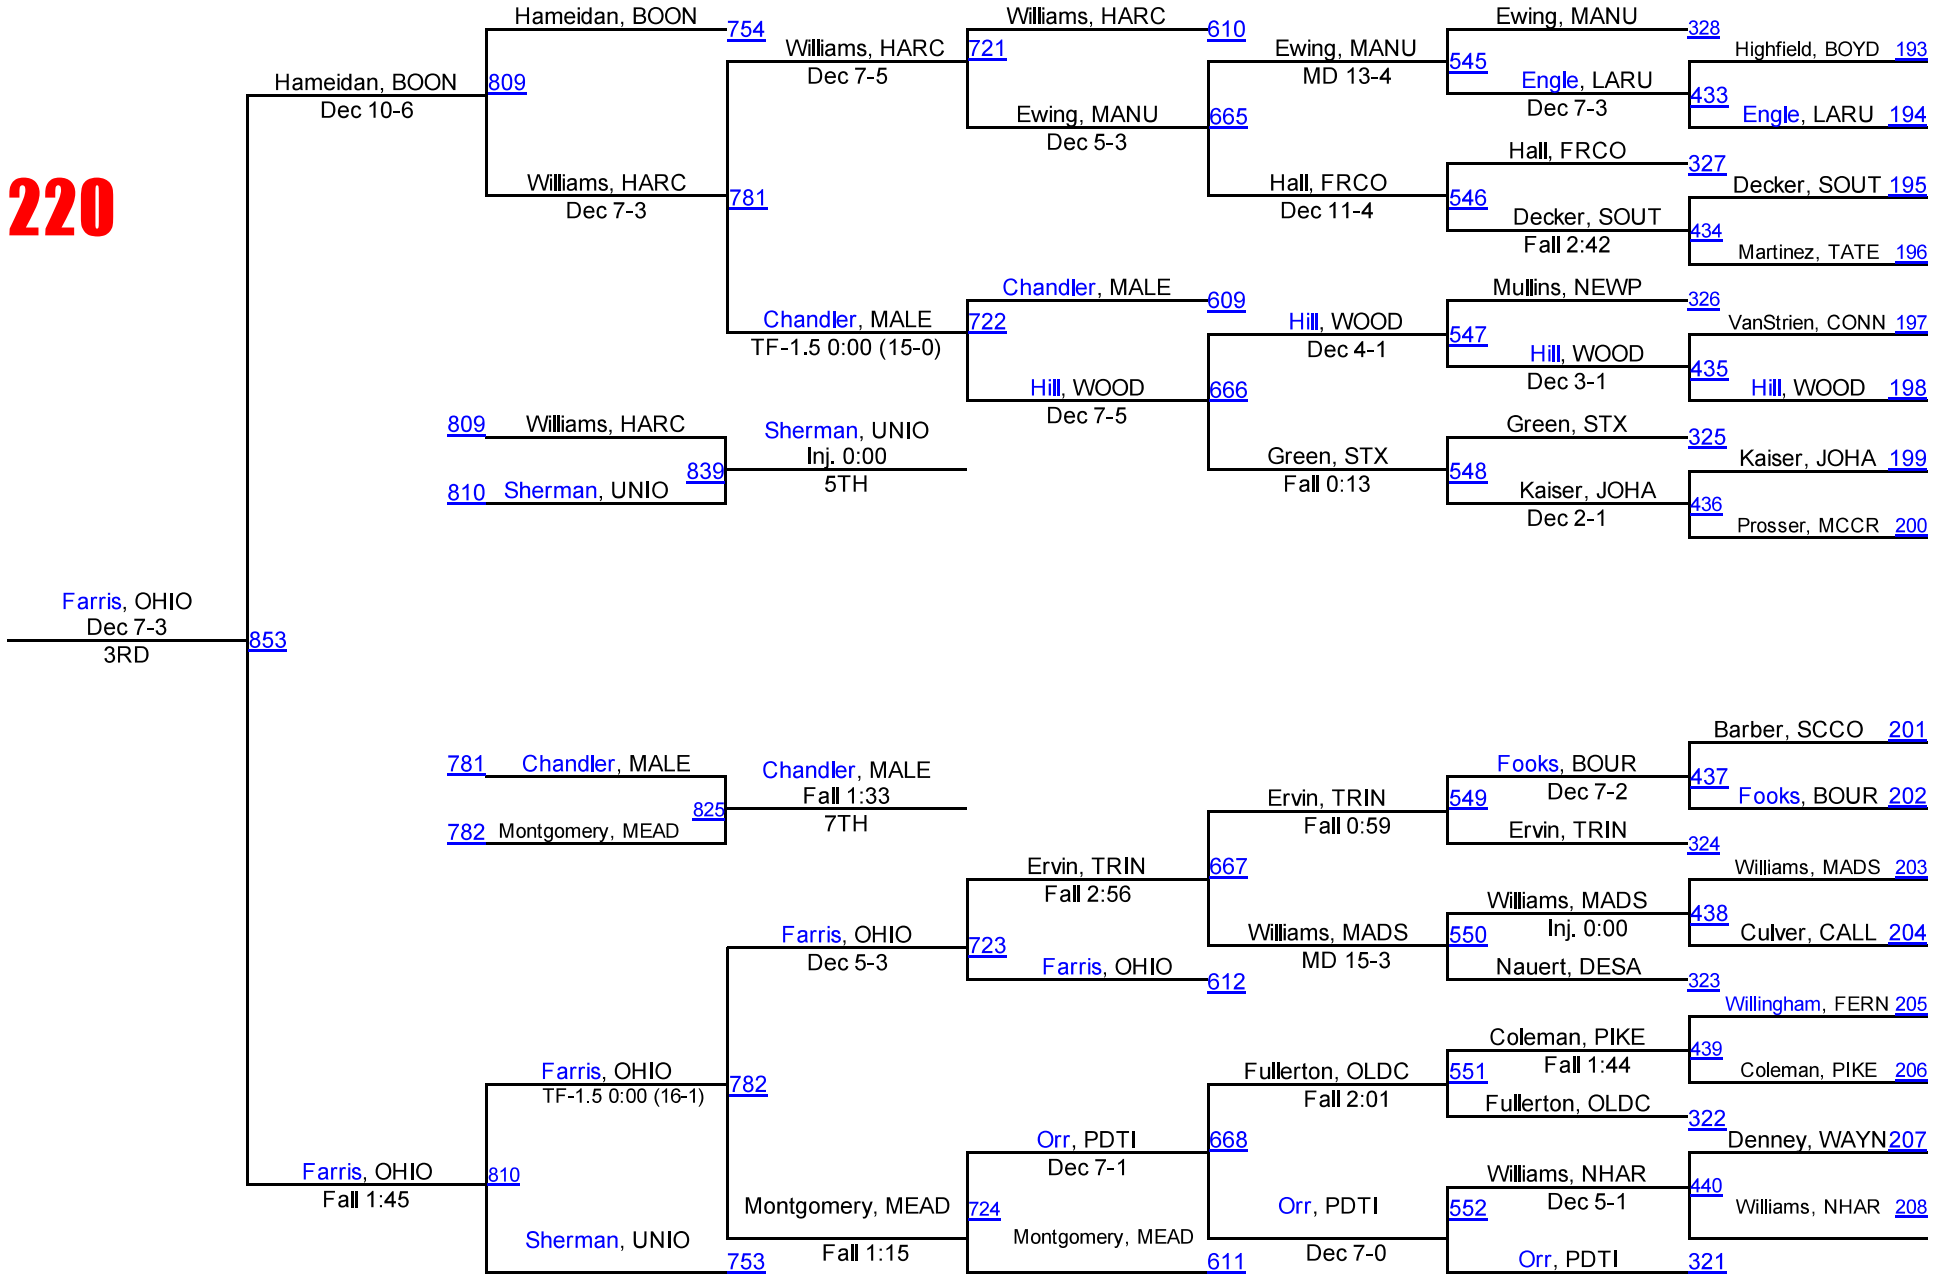 220
Hameidan, BOON
754
809
Hameidan, BOON
Dec 10-6
Williams, HARC
Dec 7-3
781
Williams, HARC
Dec 7-5
721
Williams, HARC
610
Ewing, MANU
Dec 5-3
665
Ewing, MANU
MD 13-4
545
Ewing, MANU
328
Engle, LARU
Dec 7-3
433
Highfield, BOYD 193
Engle, LARU 194
Hall, FRCO
Dec 11-4
546
Hall, FRCO
327
Decker, SOUT
Fall 2:42
434
Decker, SOUT 195
Martinez, TATE 196
Chandler, MALE
TF-1.5 0:00 (15-0)
722
Chandler, MALE
609
Hill, WOOD
Dec 7-5
666
Hill, WOOD
Dec 4-1
547
Mullins, NEWP
326
Hill, WOOD
Dec 3-1
435
VanStrien, CONN 197
Hill, WOOD 198
Green, STX
Fall 0:13
548
Green, STX
325
Kaiser, JOHA
Dec 2-1
436
Kaiser, JOHA 199
Prosser, MCCR 200
809 Williams, HARC
810 Sherman, UNIO
839
Sherman, UNIO
Inj. 0:00
5TH
Farris, OHIO
Dec 7-3
3RD
853
781 Chandler, MALE
782 Montgomery, MEAD
825
Chandler, MALE
Fall 1:33
7TH
Farris, OHIO
Fall 1:45
810
Farris, OHIO
TF-1.5 0:00 (16-1)
782
Sherman, UNIO
753
Farris, OHIO
Dec 5-3
723
Ervin, TRIN
Fall 2:56
667
Farris, OHIO
612
Ervin, TRIN
Fall 0:59
549
Fooks, BOUR
Dec 7-2
437
Barber, SCCO 201
Fooks, BOUR 202
Ervin, TRIN
324
Williams, MADS
MD 15-3
550
Williams, MADS
Inj. 0:00
438
Williams, MADS 203
Culver, CALL 204
Nauert, DESA
323
Montgomery, MEAD
Fall 1:15
724
Orr, PDTI
Dec 7-1
668
Montgomery, MEAD
611
Fullerton, OLDC
Fall 2:01
551
Coleman, PIKE
Fall 1:44
439
Willingham, FERN 205
Coleman, PIKE 206
Fullerton, OLDC
322
Orr, PDTI
Dec 7-0
552
Williams, NHAR
Dec 5-1
440
Denney, WAYN 207
Williams, NHAR 208
Orr, PDTI
321